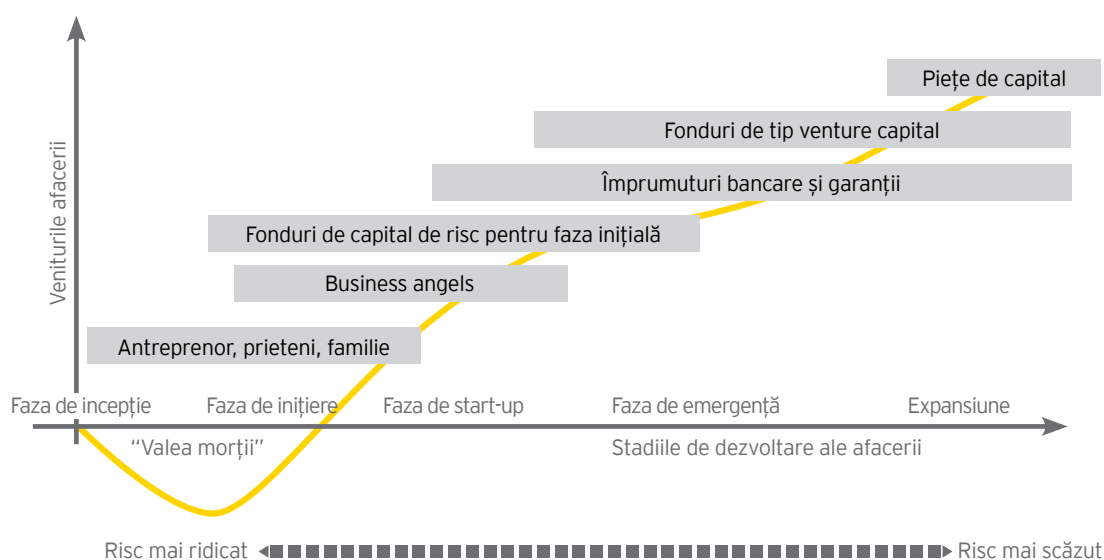 Piețe de capital
Fonduri de tip venture capital
Împrumuturi bancare și garanții
Fonduri de capital de risc pentru faza inițială
Business angels
Antreprenor, prieteni, familie
Veniturile afacerii
Faza de incepție Faza de inițiere Faza de start-up Faza de emergență Expansiune
“Valea morții” Stadiile de dezvoltare ale afacerii
Risc mai ridicat Risc mai scăzut